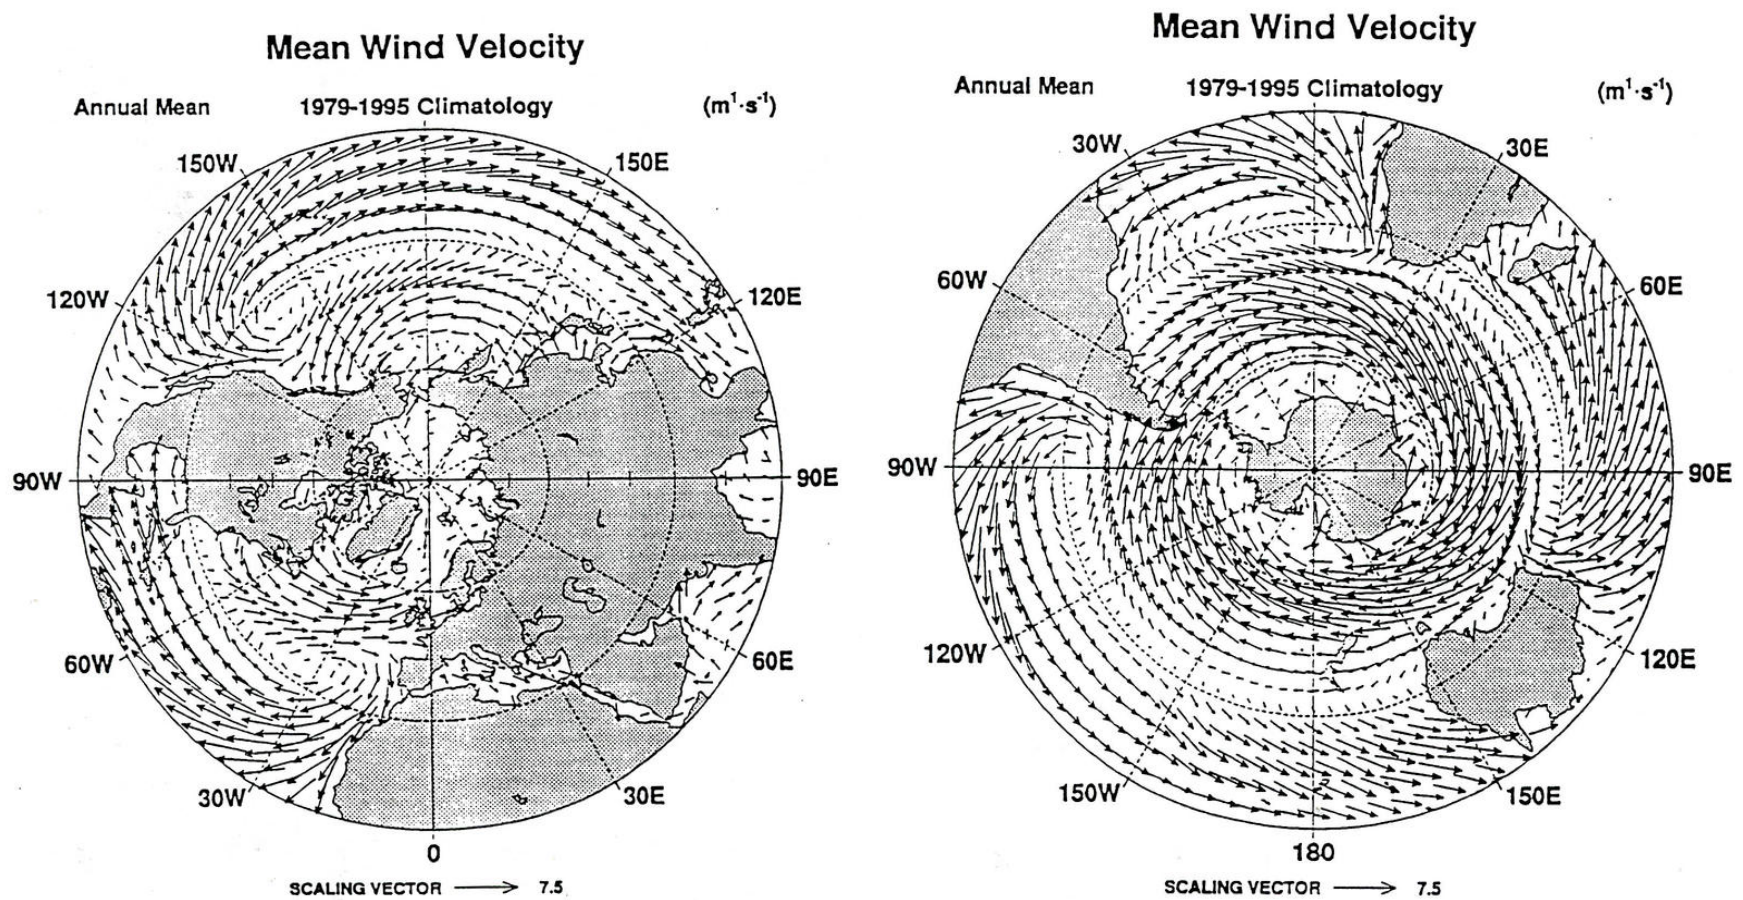 Mean Wind Velocity
Annual Mean 1979-1995 Climatology (m¹·s⁻¹)
150W 150E
120W 120E
90W 90E
60W 60E
30W 30E
0
SCALING VECTOR 7.5
Mean Wind Velocity
Annual Mean 1979-1995 Climatology (m¹·s⁻¹)
30W 30E
60W 60E
90W 90E
120W 120E
150W 150E
180
SCALING VECTOR 7.5